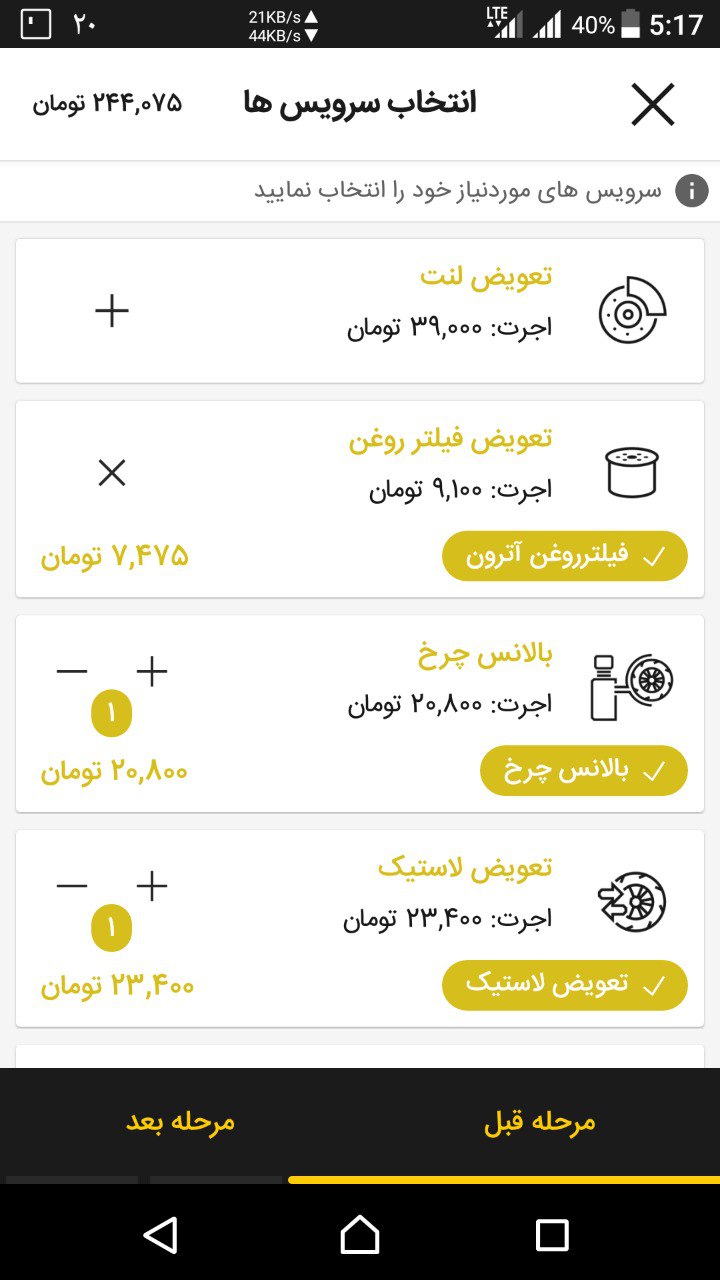 ۲۰
21KB/s
44KB/s
LTE
40%
5:17
انتخاب سرویس ها
۲۴۴,۰۷۵ تومان
سرویس های موردنیاز خود را انتخاب نمایید
تعویض لنت
اجرت: ۳۹,۰۰۰ تومان
تعویض فیلتر روغن
اجرت: ۹,۱۰۰ تومان
فیلترروغن آترون
۷,۴۷۵ تومان
بالانس چرخ
اجرت: ۲۰,۸۰۰ تومان
۱
بالانس چرخ
۲۰,۸۰۰ تومان
تعویض لاستیک
اجرت: ۲۳,۴۰۰ تومان
۱
تعویض لاستیک
۲۳,۴۰۰ تومان
مرحله قبل
مرحله بعد